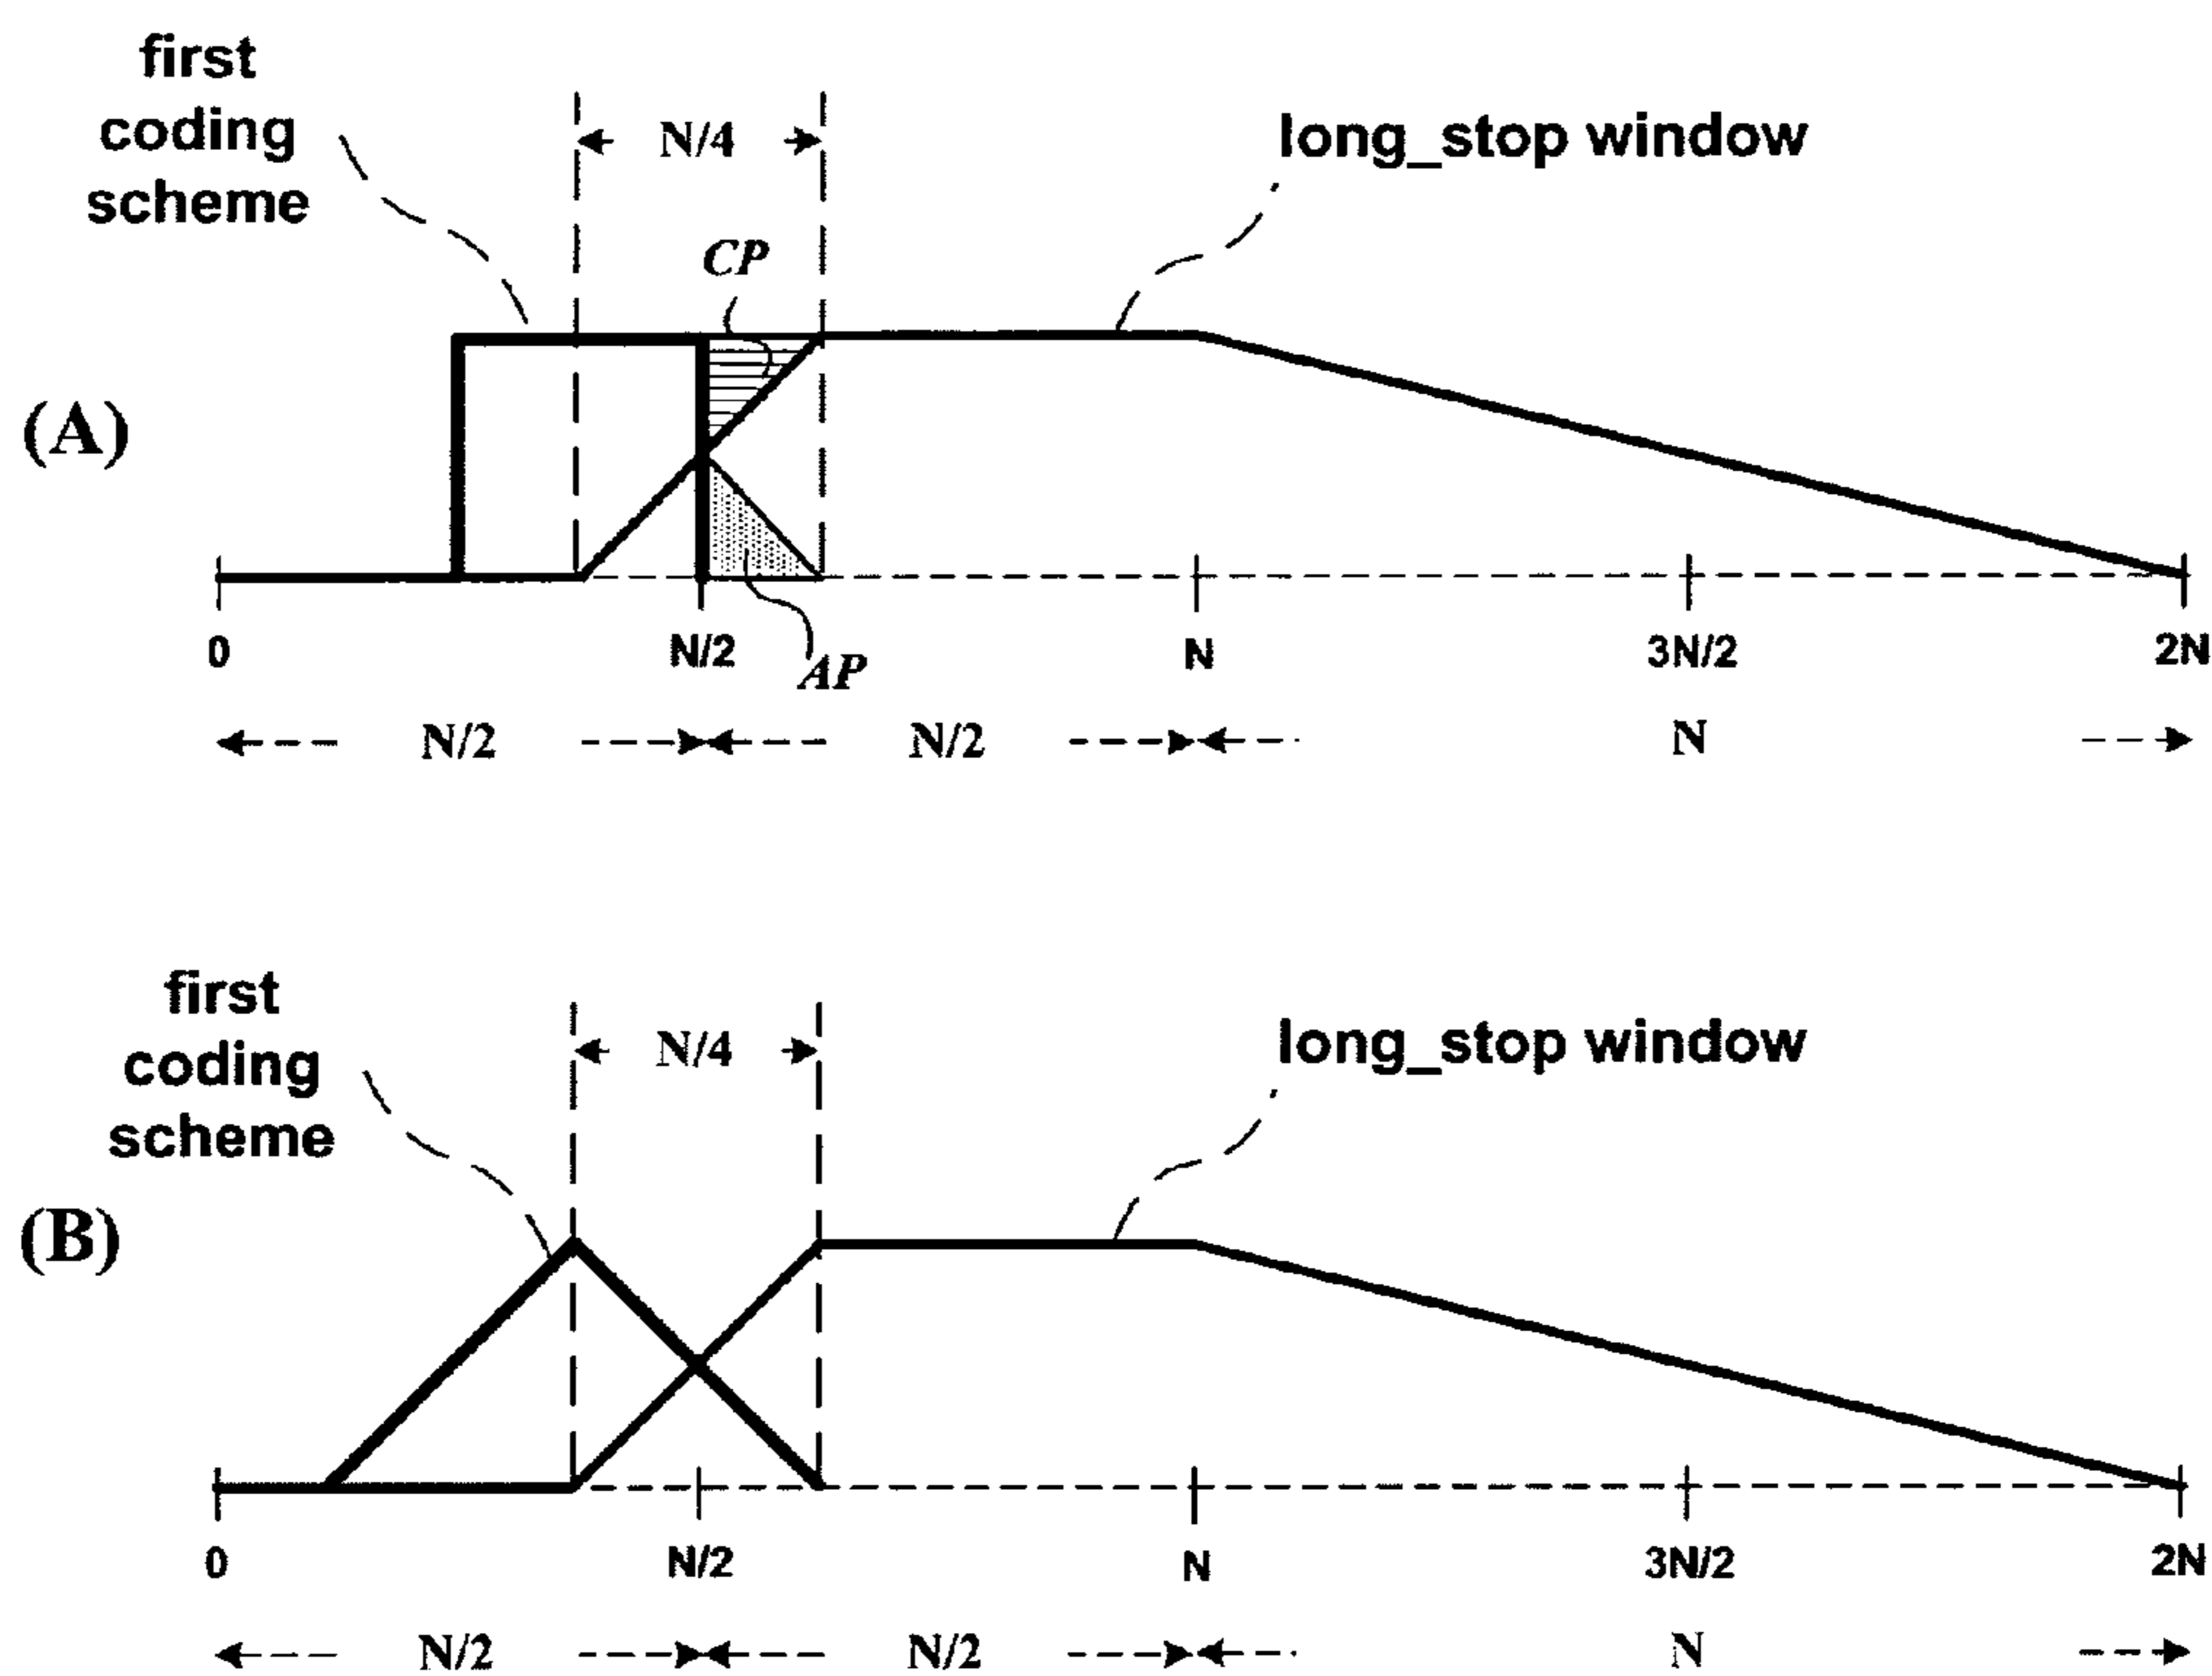 first
coding
scheme
N/4
long_stop window
CP
(A)
0
N/2
N
3N/2
2N
AP
N/2
N/2
N
first
coding
scheme
N/4
long_stop window
(B)
0
N/2
N
3N/2
2N
N/2
N/2
N